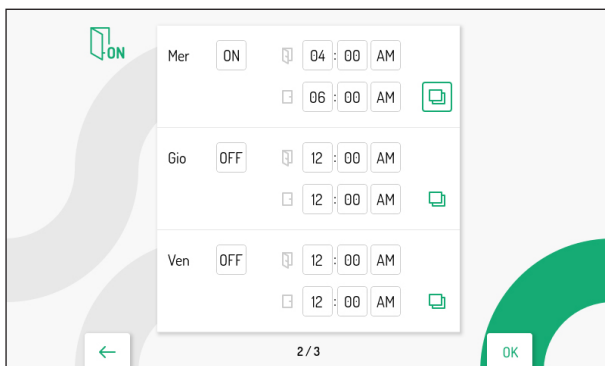 ON
Mer ON 04 : 00 AM
06 : 00 AM
Gio OFF 12 : 00 AM
12 : 00 AM
Ven OFF 12 : 00 AM
12 : 00 AM
2/3
OK